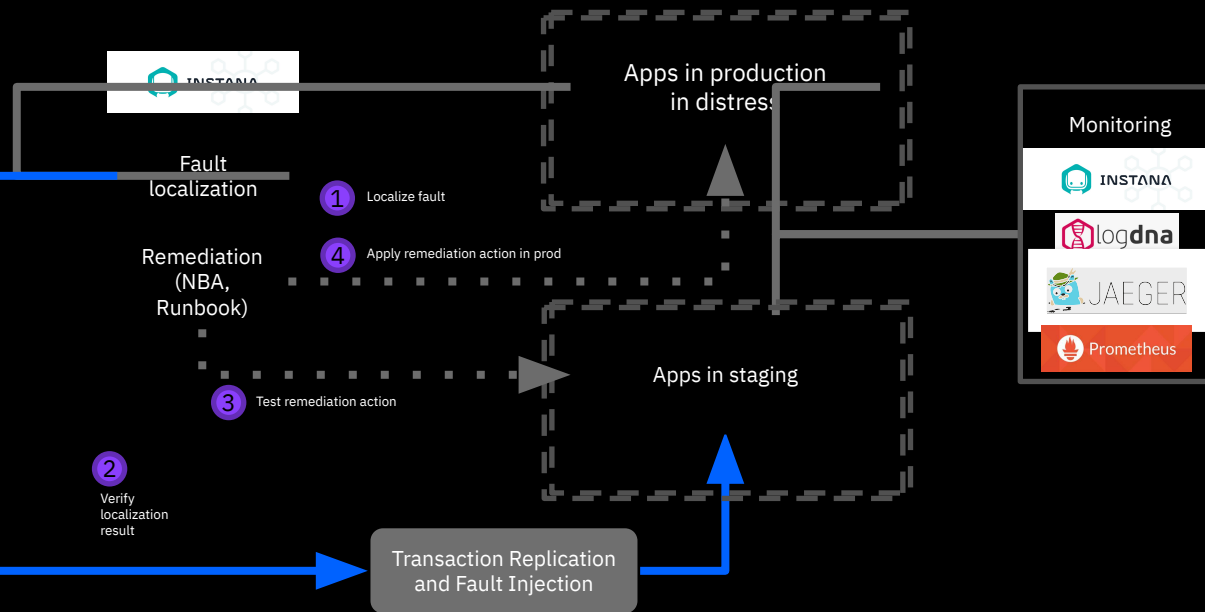 INSTANA
Apps in production
in distress
Monitoring
INSTANA
logdna
JAEGER
Prometheus
Fault
localization
1
Localize fault
4
Apply remediation action in prod
Remediation
(NBA,
Runbook)
Apps in staging
3
Test remediation action
2
Verify
localization
result
Transaction Replication
and Fault Injection